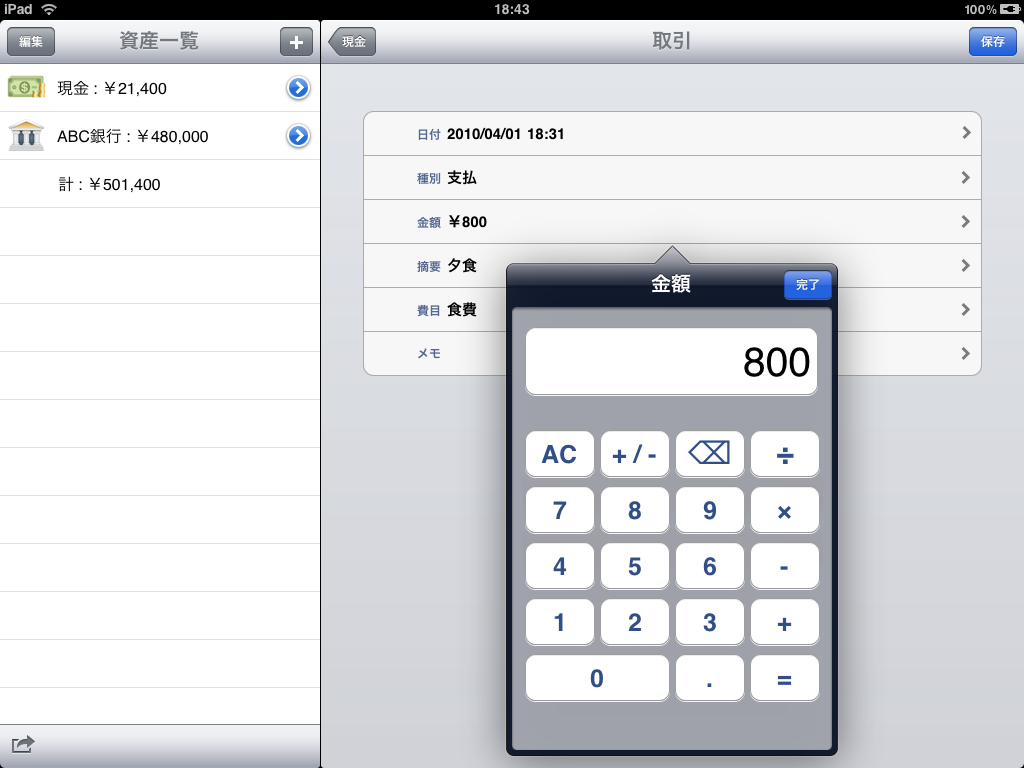 iPad 18:43 100%
編集 資産一覧 +
現金 : ¥21,400
ABC銀行 : ¥480,000
計 : ¥501,400
現金 取引 保存
日付 2010/04/01 18:31
種別 支払
金額 ¥800
摘要 夕食
費目 食費
メモ
金額 完了
800
AC +/- ⌫ ÷
7 8 9 ×
4 5 6 -
1 2 3 +
0 . =